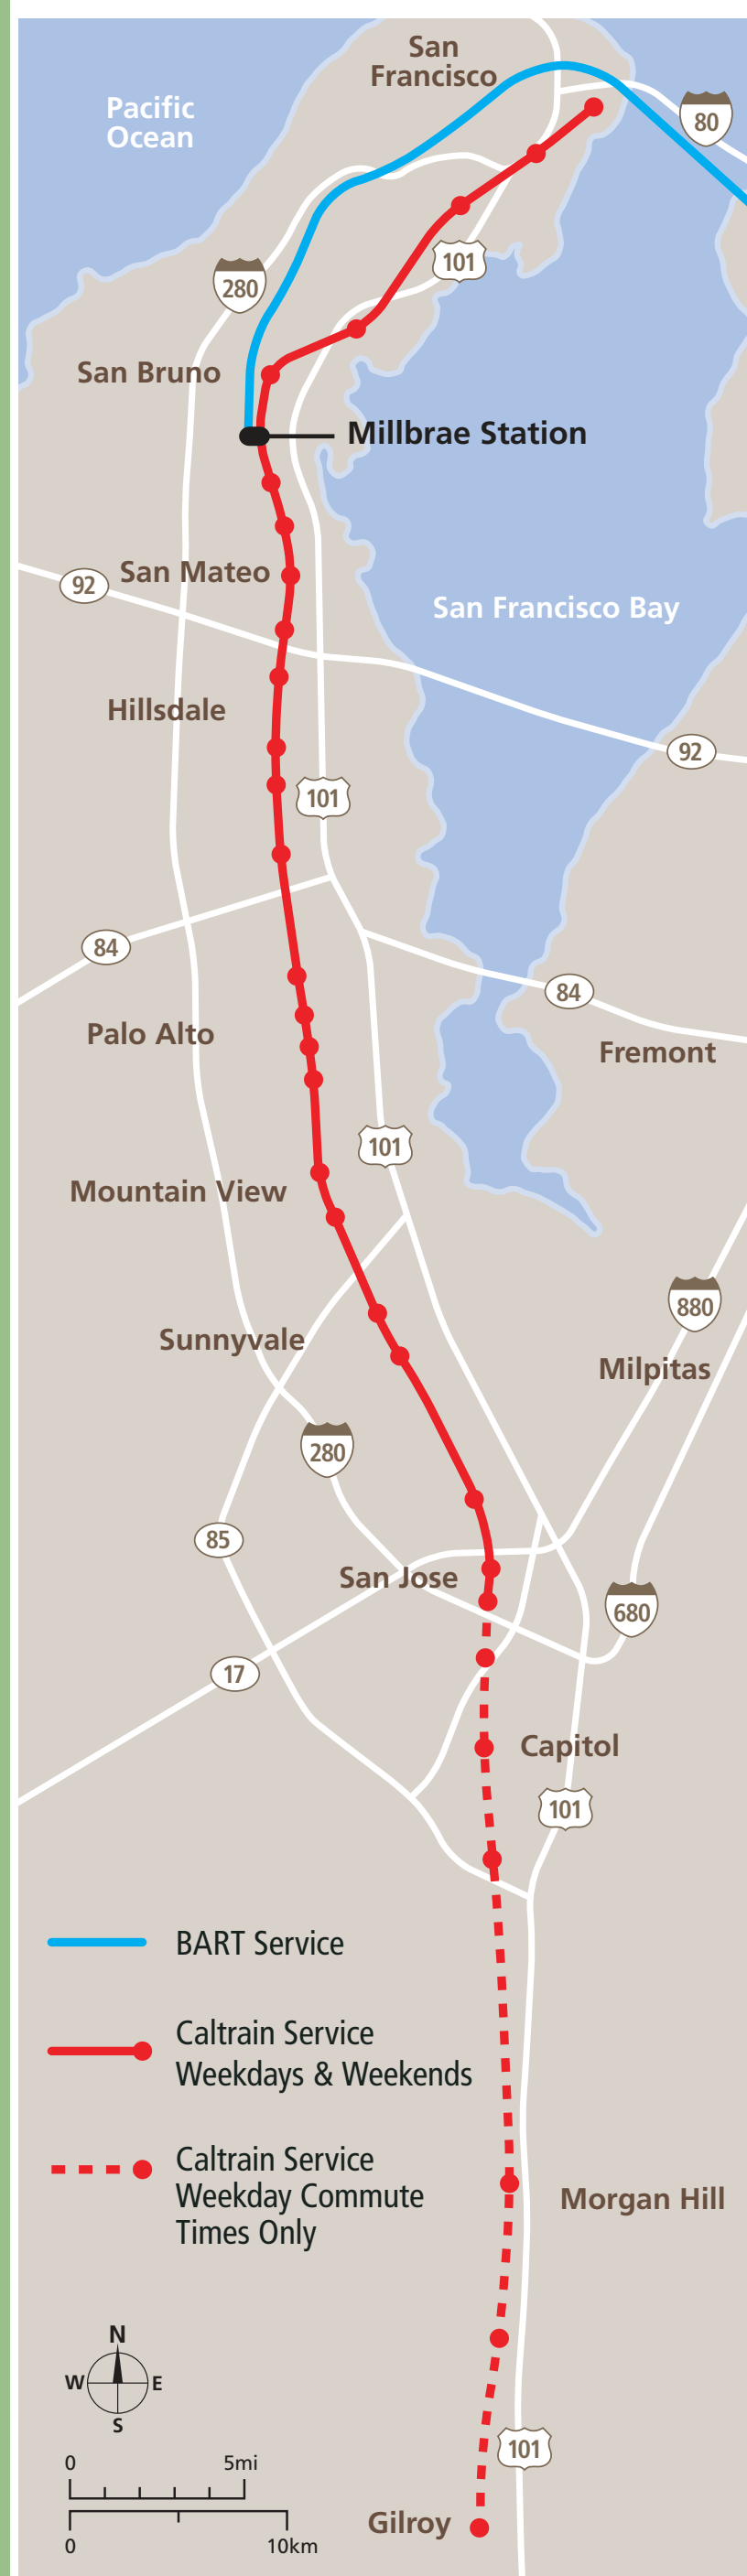 San
Francisco
Pacific
Ocean
80
101
280
San Bruno
Millbrae Station
San Mateo
92
San Francisco Bay
Hillsdale
92
101
84
84
Palo Alto
Fremont
101
Mountain View
880
Sunnyvale
Milpitas
280
85
San Jose
680
17
Capitol
101
BART Service
Caltrain Service
Weekdays & Weekends
Caltrain Service
Weekday Commute
Times Only
Morgan Hill
N
W E
S
101
0 5mi
0 10km
Gilroy